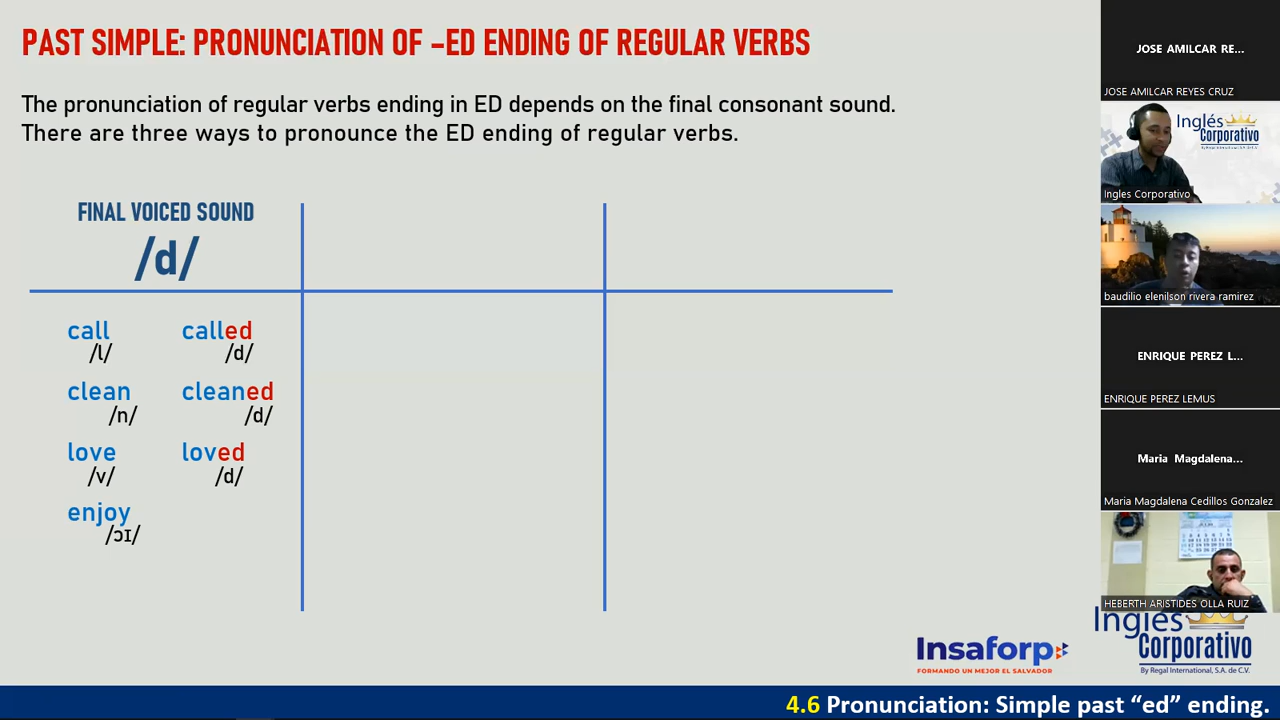 PAST SIMPLE: PRONUNCIATION OF –ED ENDING OF REGULAR VERBS
The pronunciation of regular verbs ending in ED depends on the final consonant sound.
There are three ways to pronounce the ED ending of regular verbs.
FINAL VOICED SOUND
/d/
call called
/l/ /d/
clean cleaned
/n/ /d/
love loved
/v/ /d/
enjoy
/ɔɪ/
JOSE AMILCAR RE...
JOSE AMILCAR REYES CRUZ
Inglés
Corporativo
By Regal International, S.A. de C.V.
Ingles Corporativo
baudilio elenilson rivera ramirez
ENRIQUE PEREZ L...
ENRIQUE PEREZ LEMUS
Maria Magdalena...
Maria Magdalena Cedillos Gonzalez
HEBERTH ARISTIDES OLLA RUIZ
Insaforp
FORMANDO UN MEJOR EL SALVADOR
Inglés
Corporativo
By Regal International, S.A. de C.V.
4.6 Pronunciation: Simple past “ed” ending.